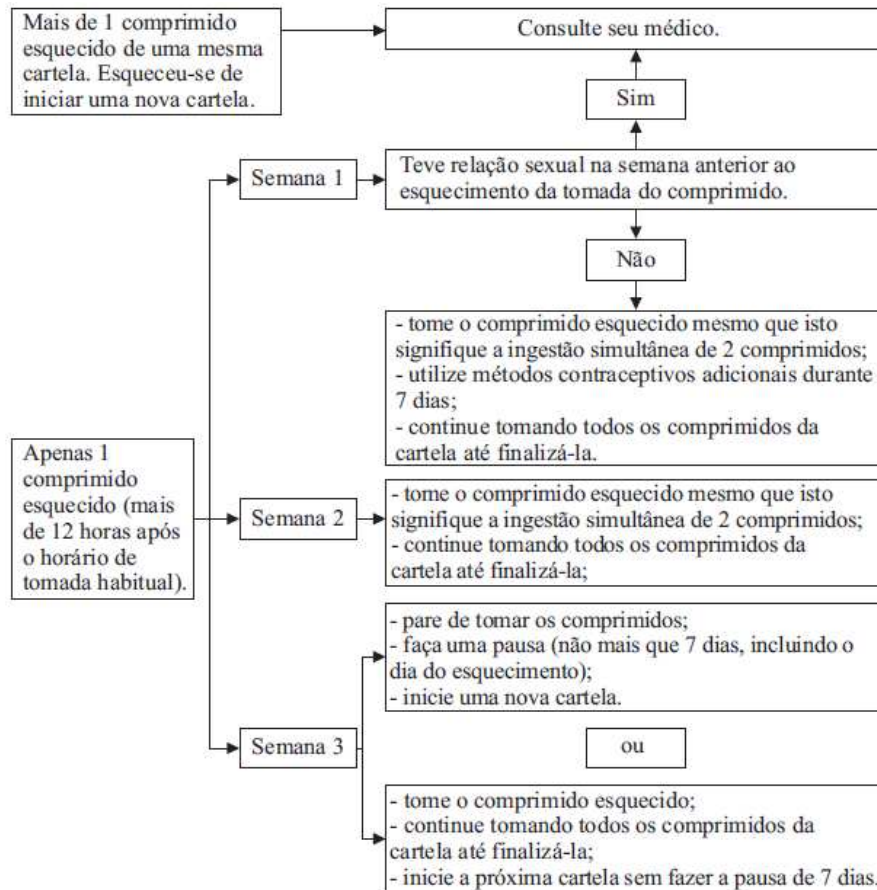 Mais de 1 comprimido
esquecido de uma mesma
cartela. Esqueceu-se de
iniciar uma nova cartela.
Consulte seu médico.
Sim
Semana 1
Teve relação sexual na semana anterior ao
esquecimento da tomada do comprimido.
Não
- tome o comprimido esquecido mesmo que isto
signifique a ingestão simultânea de 2 comprimidos;
- utilize métodos contraceptivos adicionais durante
7 dias;
- continue tomando todos os comprimidos da
cartela até finalizá-la.
Apenas 1
comprimido
esquecido (mais
de 12 horas após
o horário de
tomada habitual).
Semana 2
- tome o comprimido esquecido mesmo que isto
signifique a ingestão simultânea de 2 comprimidos;
- continue tomando todos os comprimidos da
cartela até finalizá-la;
Semana 3
- pare de tomar os comprimidos;
- faça uma pausa (não mais que 7 dias, incluindo o
dia do esquecimento);
- inicie uma nova cartela.
ou
- tome o comprimido esquecido;
- continue tomando todos os comprimidos da
cartela até finalizá-la;
- inicie a próxima cartela sem fazer a pausa de 7 dias.